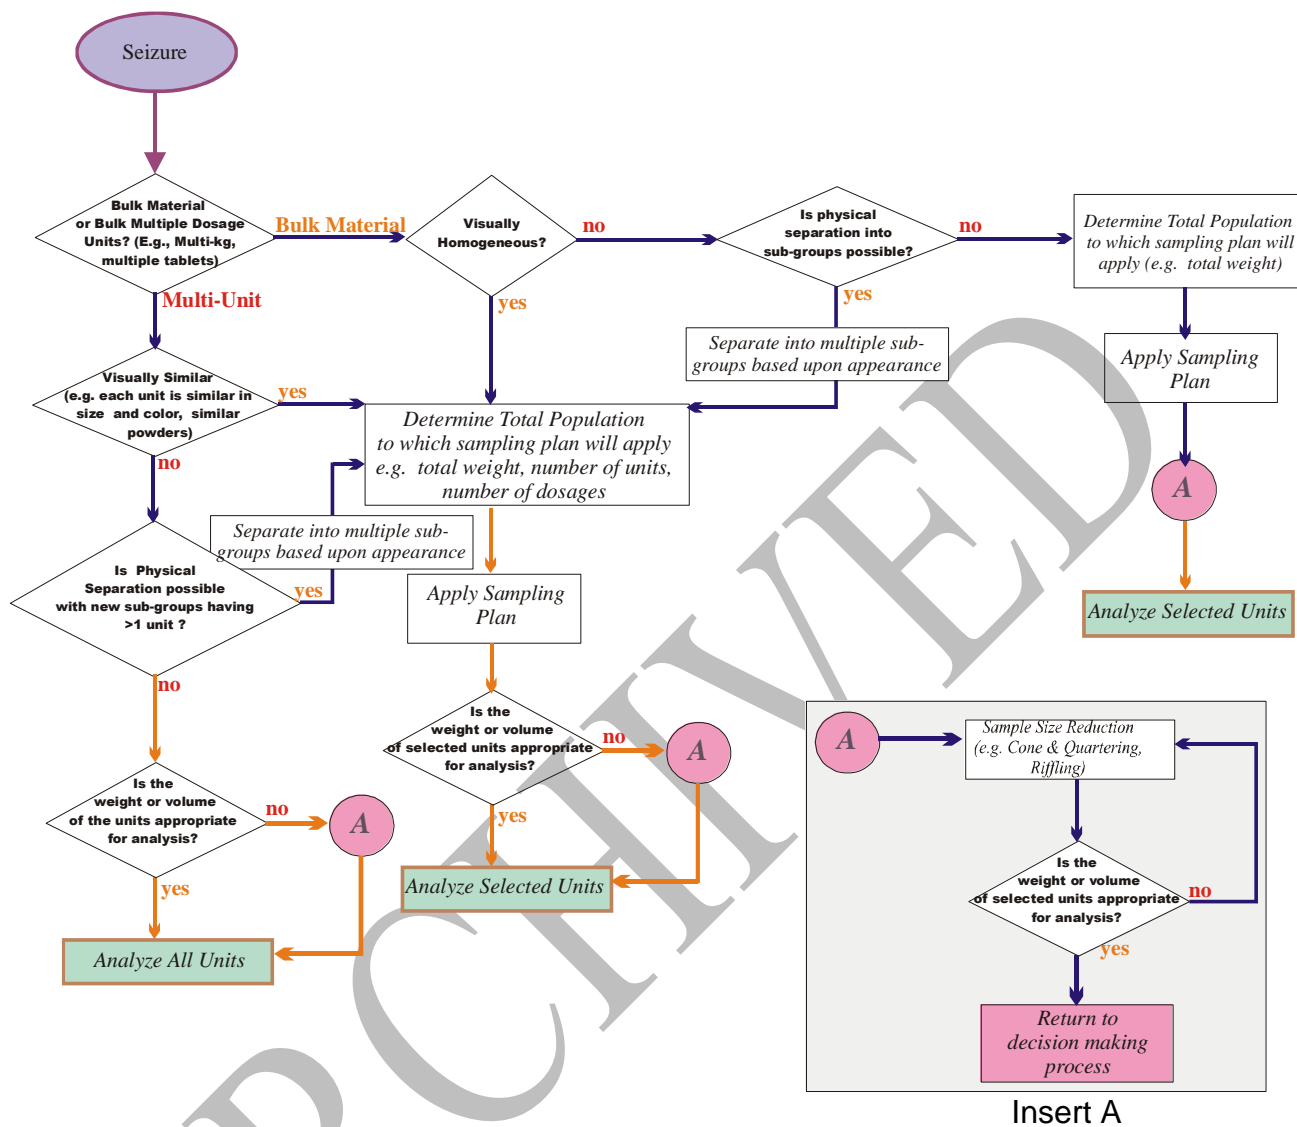 Seizure
Bulk Material
or Bulk Multiple Dosage
Units? (E.g., Multi-kg,
multiple tablets)
Bulk Material
Visually
Homogeneous?
no
Is physical
separation into
sub-groups possible?
no
Determine Total Population
to which sampling plan will
apply (e.g. total weight)
Multi-Unit
yes
yes
Separate into multiple sub-
groups based upon appearance
Apply Sampling
Plan
Visually Similar
(e.g. each unit is similar in
size and color, similar
powders)
yes
Determine Total Population
to which sampling plan will apply
e.g. total weight, number of units,
number of dosages
no
A
Separate into multiple sub-
groups based upon appearance
Is Physical
Separation possible
with new sub-groups having
>1 unit ?
yes
Apply Sampling
Plan
Analyze Selected Units
no
Is the
weight or volume
of selected units appropriate
for analysis?
no
A
yes
Is the
weight or volume
of the units appropriate
for analysis?
no
A
yes
Analyze Selected Units
Analyze All Units
A
Sample Size Reduction
(e.g. Cone & Quartering,
Riffling)
Is the
weight or volume
of selected units appropriate
for analysis?
no
yes
Return to
decision making
process
Insert A
CHIVED